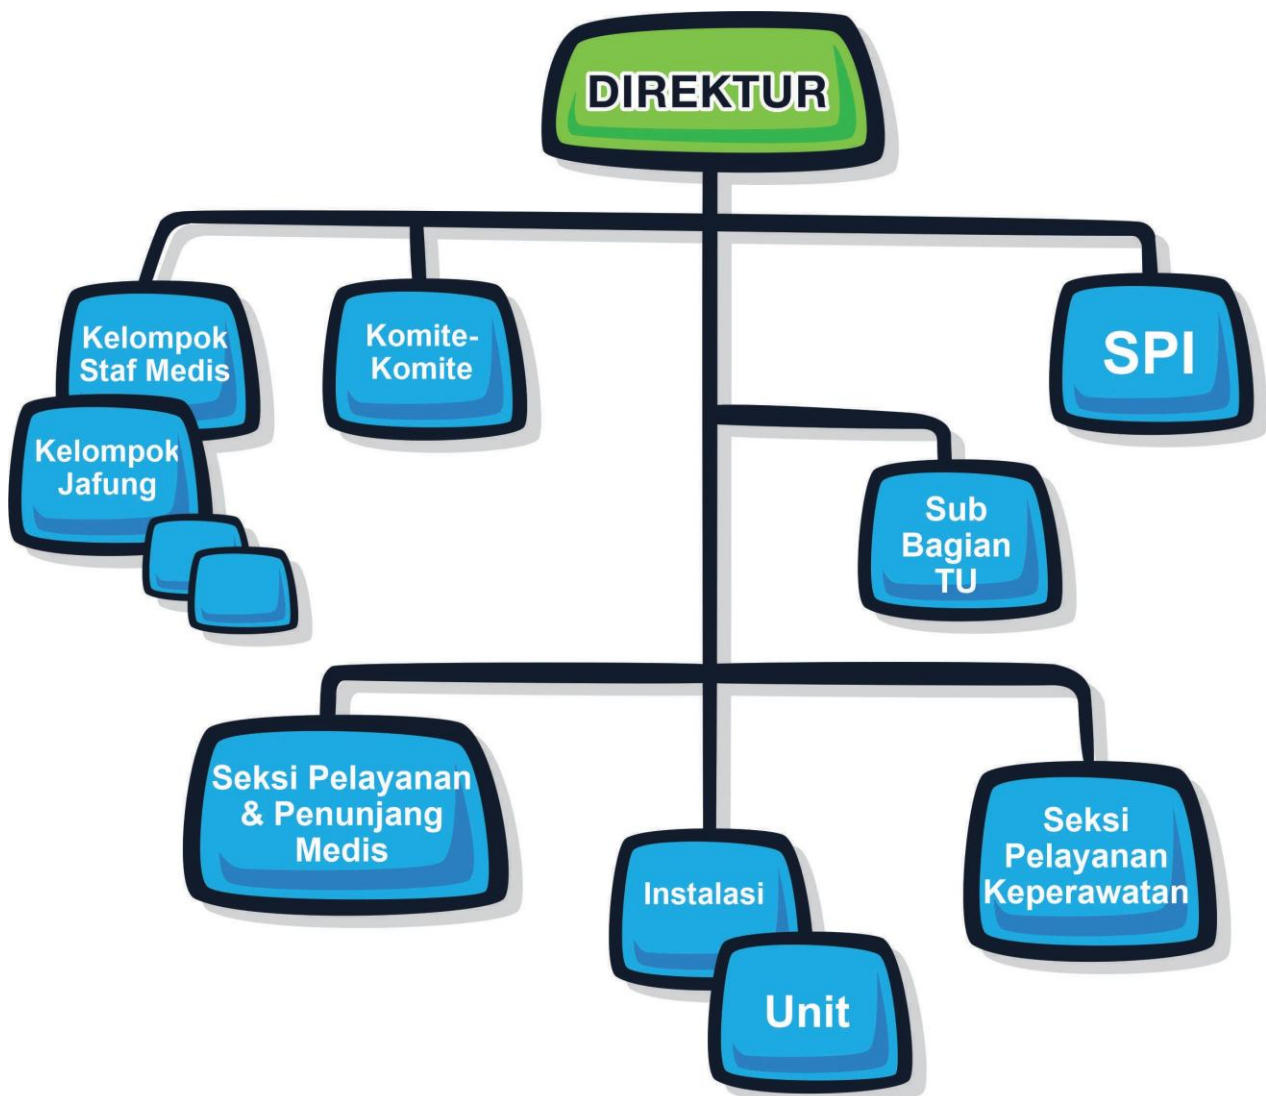 DIREKTUR
Kelompok
Staf Medis
Komite-
Komite
SPI
Kelompok
Jafung
Sub
Bagian
TU
Seksi Pelayanan
& Penunjang
Medis
Instalasi
Unit
Seksi
Pelayanan
Keperawatan